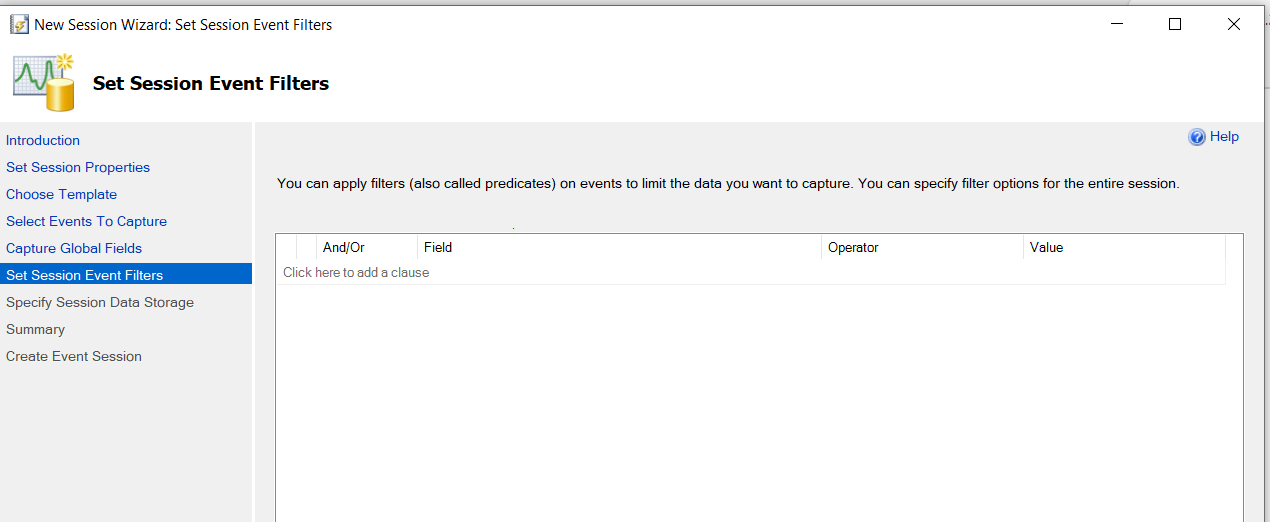 New Session Wizard: Set Session Event Filters
Set Session Event Filters
Introduction
Set Session Properties
Choose Template
Select Events To Capture
Capture Global Fields
Set Session Event Filters
Specify Session Data Storage
Summary
Create Event Session
Help
You can apply filters (also called predicates) on events to limit the data you want to capture. You can specify filter options for the entire session.
And/Or Field Operator Value
Click here to add a clause